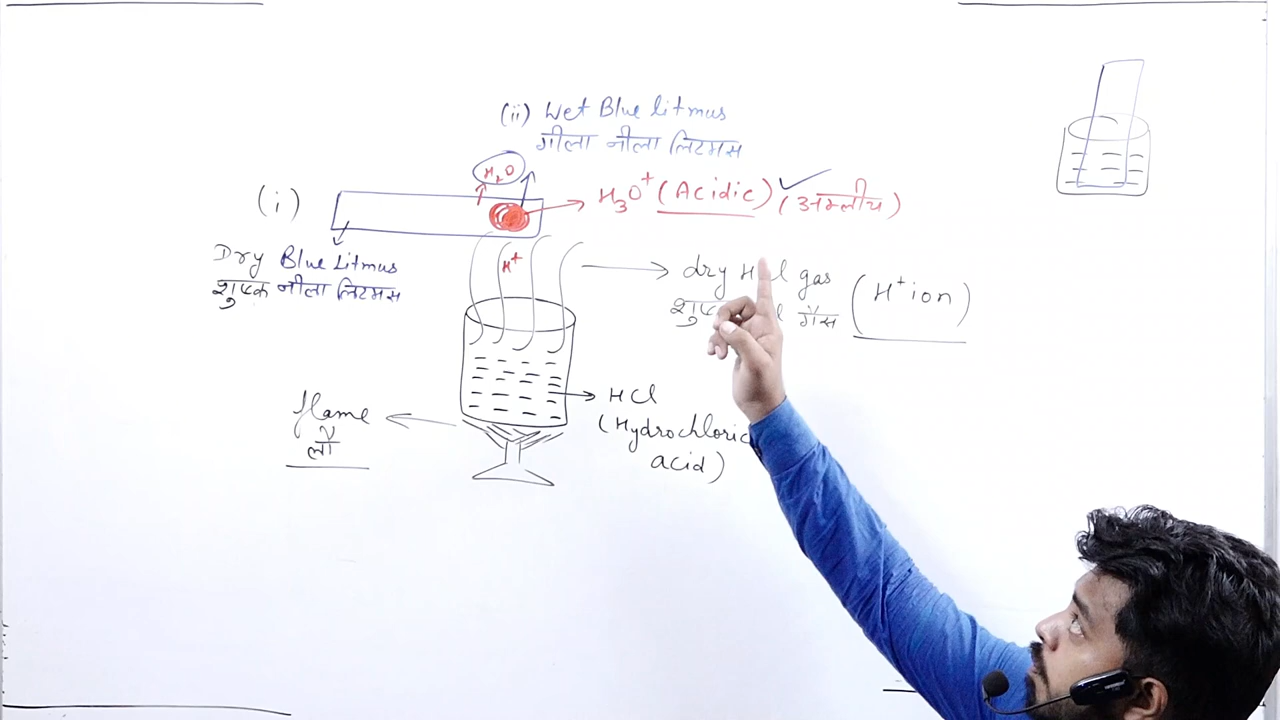 (ii) Wet Blue litmus
गीला नीला लिटमस
H₂O
(i)
H₃O⁺ (Acidic) (अम्लीय)
Dry Blue Litmus
शुष्क नीला लिटमस
H⁺
dry HCl gas
गैस
(H⁺ion)
flame
लौ
HCl
(Hydrochloric
acid)